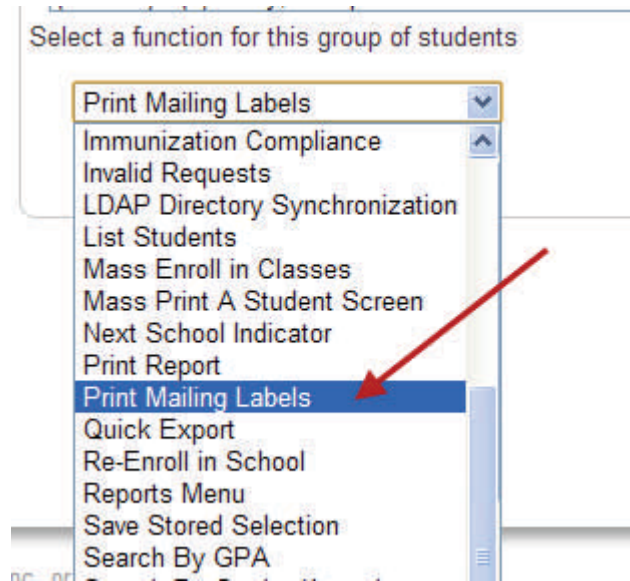 Select a function for this group of students
Print Mailing Labels
Immunization Compliance
Invalid Requests
LDAP Directory Synchronization
List Students
Mass Enroll in Classes
Mass Print A Student Screen
Next School Indicator
Print Report
Print Mailing Labels
Quick Export
Re-Enroll in School
Reports Menu
Save Stored Selection
Search By GPA